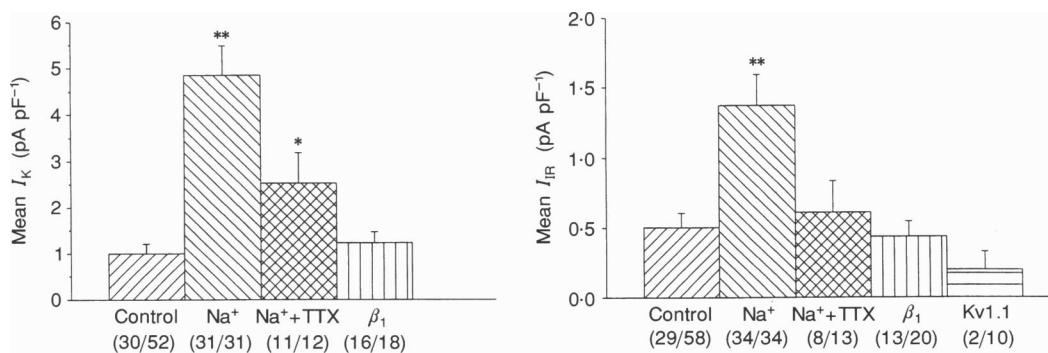 Mean I_K (pA pF⁻¹)
6
5
4
3
2
1
0
**
*
Control Na⁺ Na⁺+TTX β₁
(30/52) (31/31) (11/12) (16/18)
Mean I_IR (pA pF⁻¹)
2·0
1·5
1·0
0·5
0·0
**
Control Na⁺ Na⁺+TTX β₁ Kv1.1
(29/58) (34/34) (8/13) (13/20) (2/10)